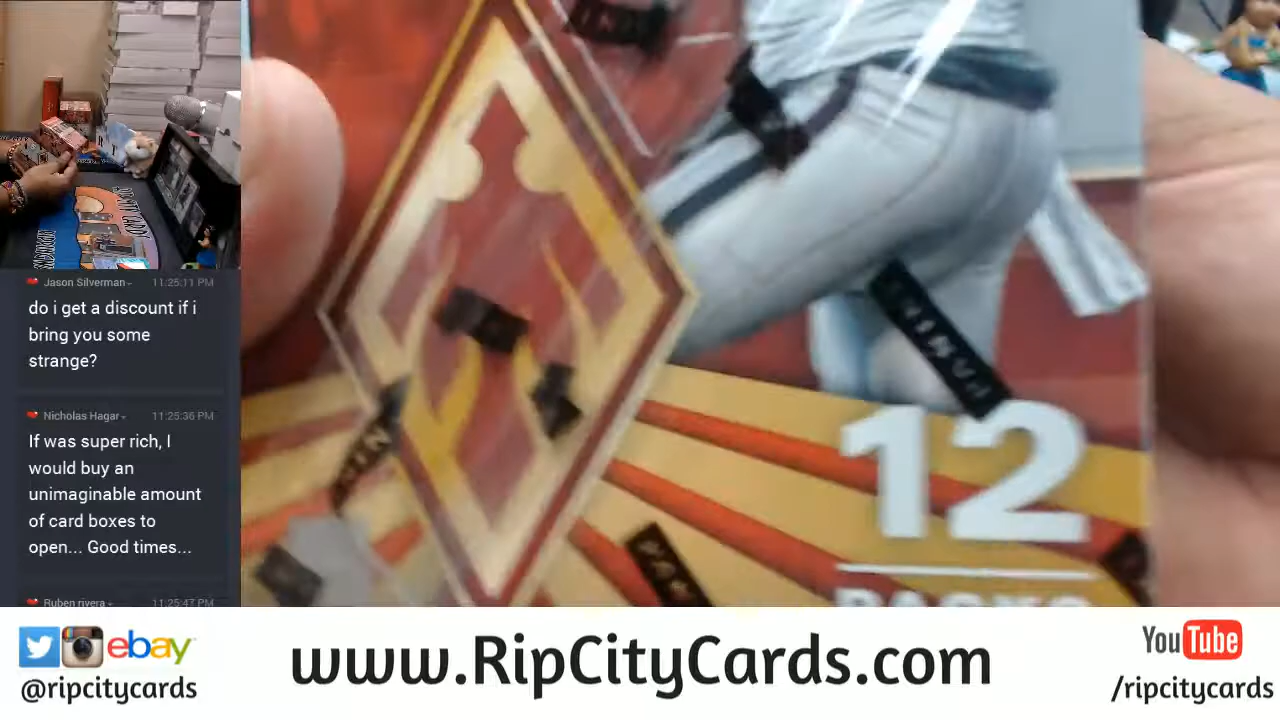 Jason Silverman 11:25:11 PM
do i get a discount if i
bring you some
strange?
Nicholas Hagar 11:25:36 PM
If was super rich, I
would buy an
unimaginable amount
of card boxes to
open... Good times...
Ruben rivera 11:25:47 PM
12
PACKS
ebay
@ripcitycards
www.RipCityCards.com
YouTube
/ripcitycards